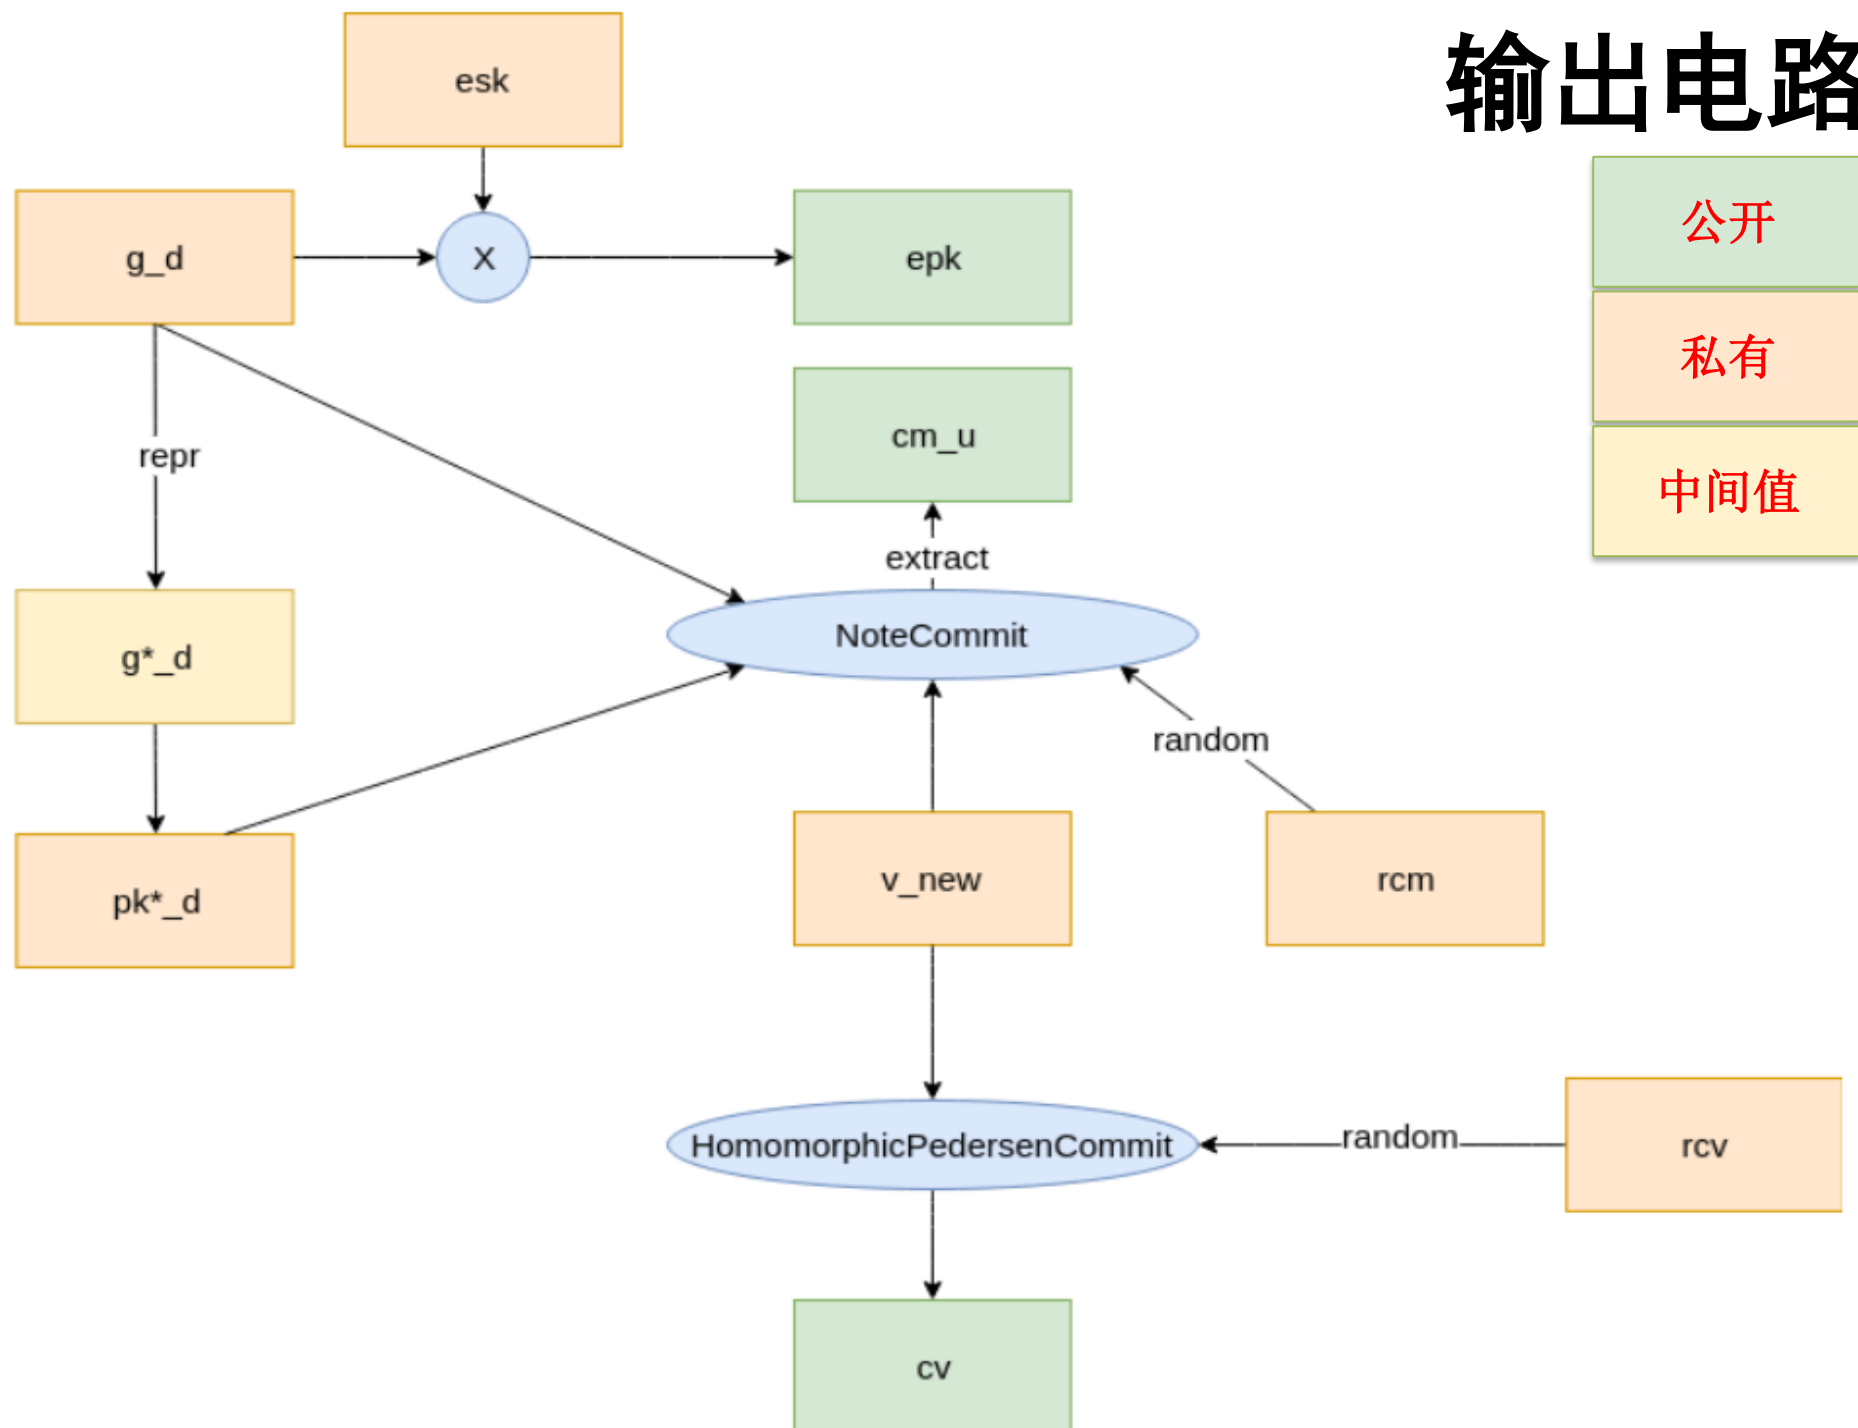 输出电路
esk
公开
g_d
X
epk
私有
cm_u
repr
中间值
extract
NoteCommit
g*_d
random
pk*_d
v_new
rcm
HomomorphicPedersenCommit
random
rcv
cv